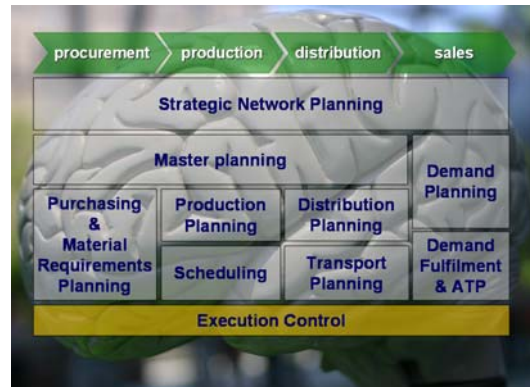 procurement
production
distribution
sales
Strategic Network Planning
Master planning
Demand
Planning
Purchasing
&
Material
Requirements
Planning
Production
Planning
Distribution
Planning
Scheduling
Transport
Planning
Demand
Fulfilment
& ATP
Execution Control